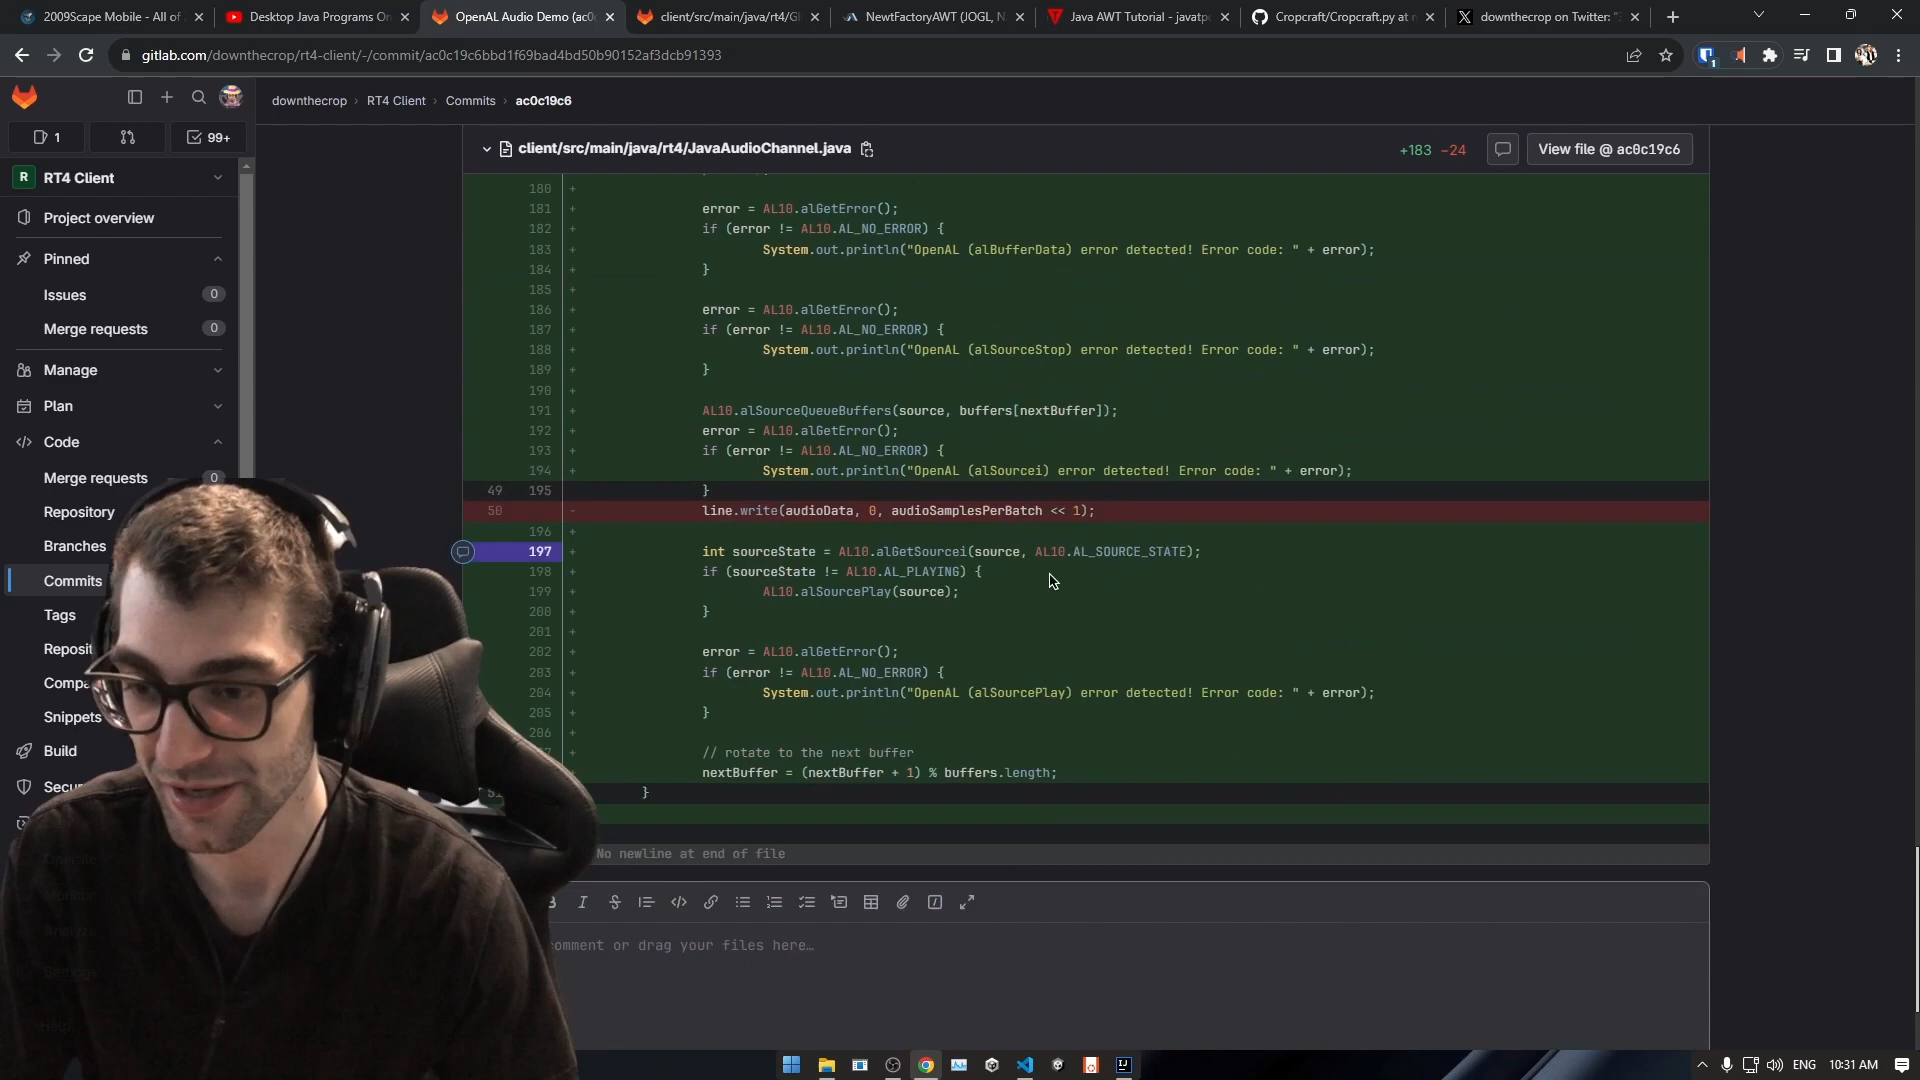 2009Scape Mobile - All of
Desktop Java Programs On
OpenAL Audio Demo (ac0c
client/src/main/java/rt4/Gl
NewtFactoryAWT (JOGL, N
Java AWT Tutorial - javatp
Cropcraft/Cropcraft.py at
downthecrop on Twitter: "
gitlab.com/downthecrop/rt4-client/-/commit/ac0c19c6bbd1f69bad4bd50b90152af3dcb91393
1
downthecrop › RT4 Client › Commits › ac0c19c6
1
99+
R RT4 Client
Project overview
Pinned
Issues 0
Merge requests 0
Manage
Plan
Code
Merge requests 0
Repository
Branches
Commits
Tags
Reposit
Compa
Snippets
Build
Secu
client/src/main/java/rt4/JavaAudioChannel.java
+183 −24
View file @ ac0c19c6
180 +
181 + error = AL10.alGetError();
182 + if (error != AL10.AL_NO_ERROR) {
183 + System.out.println("OpenAL (alBufferData) error detected! Error code: " + error);
184 + }
185 +
186 + error = AL10.alGetError();
187 + if (error != AL10.AL_NO_ERROR) {
188 + System.out.println("OpenAL (alSourceStop) error detected! Error code: " + error);
189 + }
190 +
191 + AL10.alSourceQueueBuffers(source, buffers[nextBuffer]);
192 + error = AL10.alGetError();
193 + if (error != AL10.AL_NO_ERROR) {
194 + System.out.println("OpenAL (alSourcei) error detected! Error code: " + error);
49 195 }
50 - line.write(audioData, 0, audioSamplesPerBatch << 1);
196 +
197 + int sourceState = AL10.alGetSourcei(source, AL10.AL_SOURCE_STATE);
198 + if (sourceState != AL10.AL_PLAYING) {
199 + AL10.alSourcePlay(source);
200 + }
201 +
202 + error = AL10.alGetError();
203 + if (error != AL10.AL_NO_ERROR) {
204 + System.out.println("OpenAL (alSourcePlay) error detected! Error code: " + error);
205 + }
206 +
+ // rotate to the next buffer
+ nextBuffer = (nextBuffer + 1) % buffers.length;
51 }
No newline at end of file
omment or drag your files here…
ENG 10:31 AM